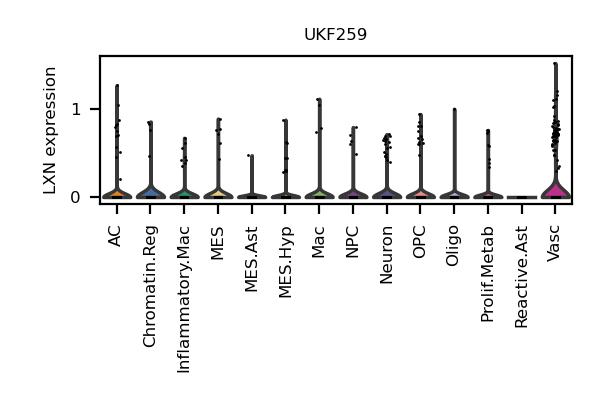 UKF259
LXN expression
1
0
AC
Chromatin.Reg
Inflammatory.Mac
MES
MES.Ast
MES.Hyp
Mac
NPC
Neuron
OPC
Oligo
Prolif.Metab
Reactive.Ast
Vasc